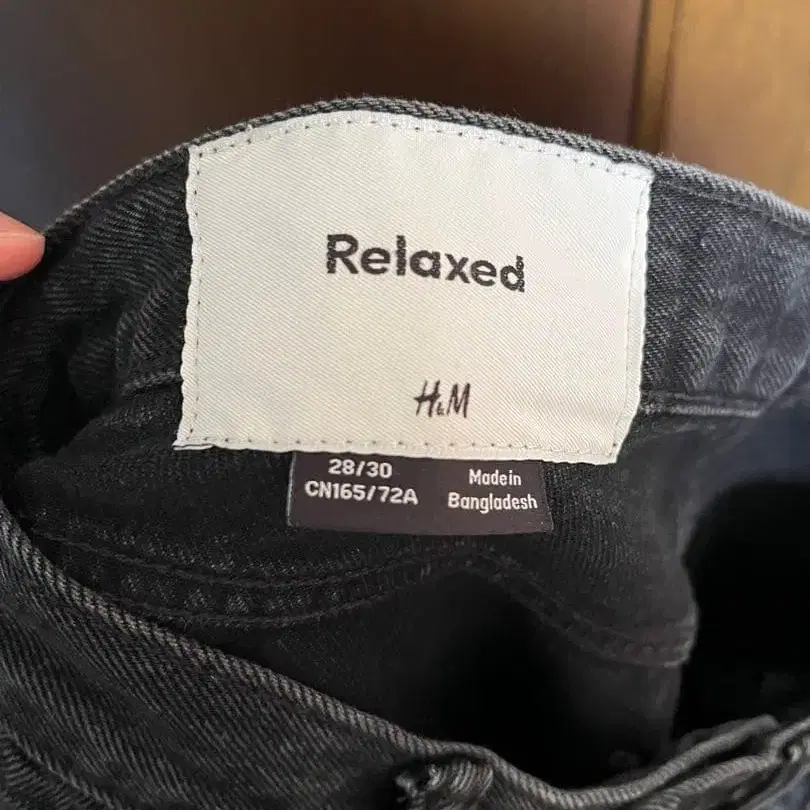 Relaxed
H&M
28/30
CN165/72A
Made in
Bangladesh